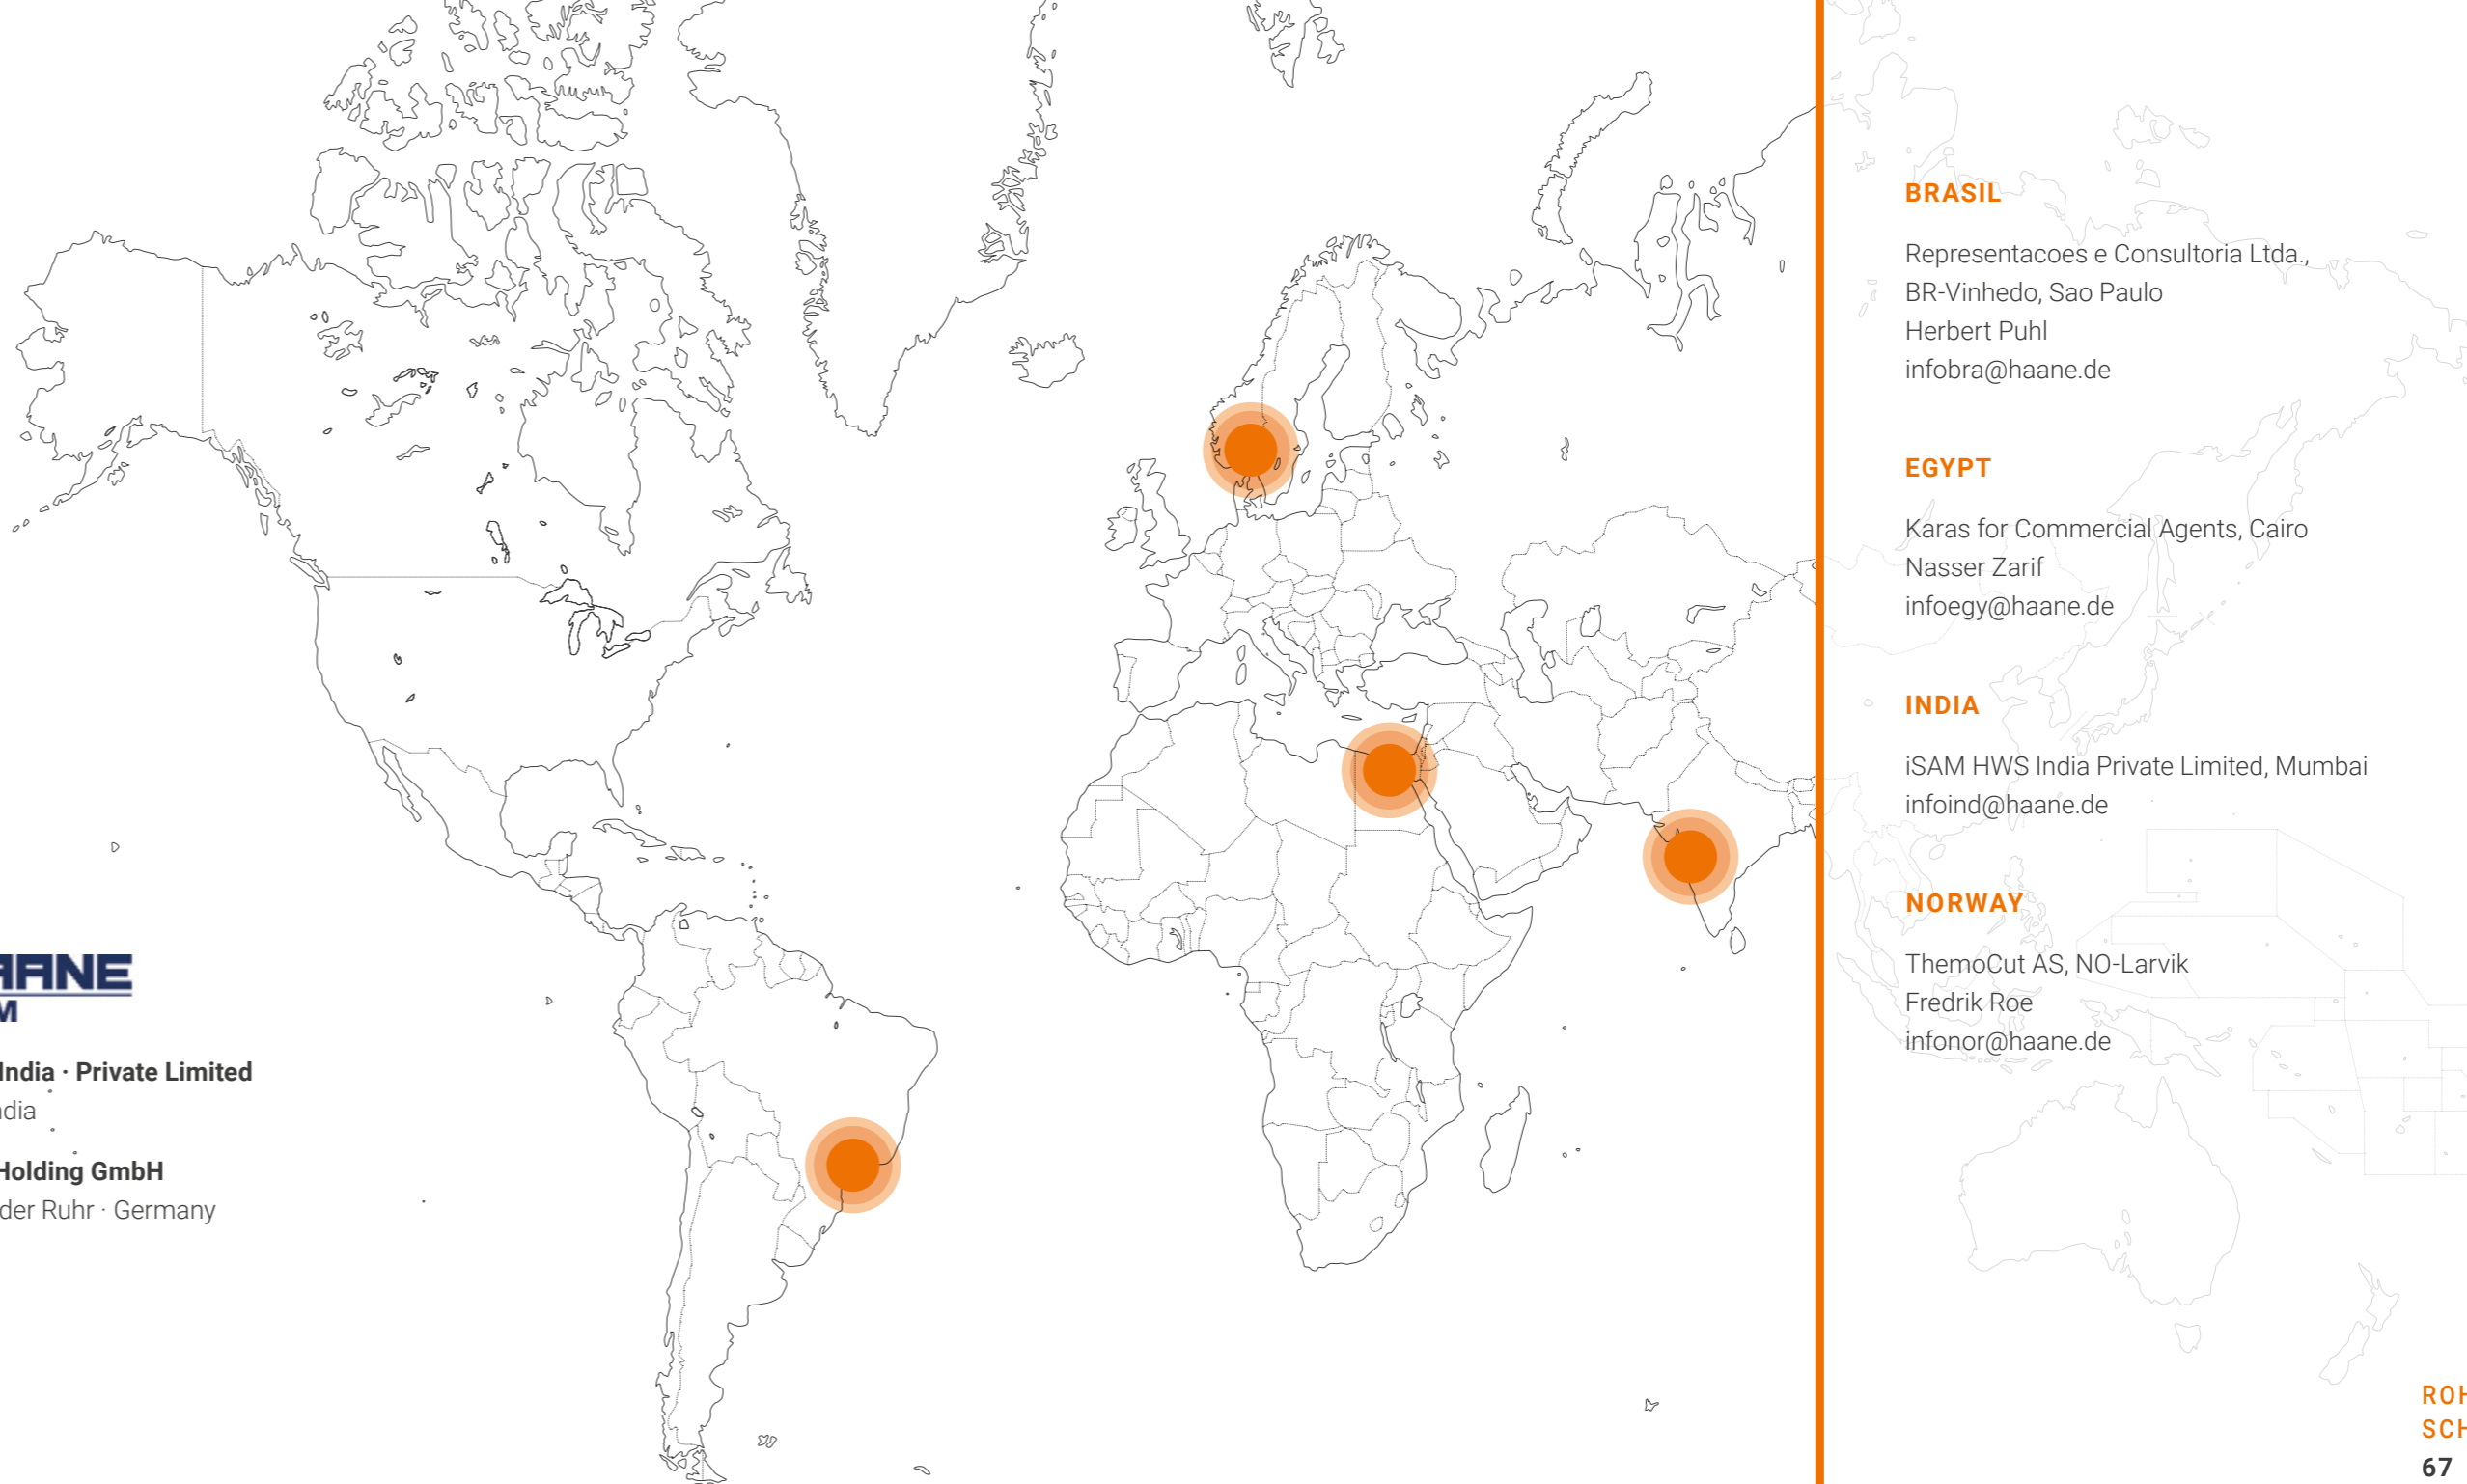 BRASIL
Representacoes e Consultoria Ltda.,
BR-Vinhedo, Sao Paulo
Herbert Puhl
infobra@haane.de
EGYPT
Karas for Commercial Agents, Cairo
Nasser Zarif
infoegy@haane.de
INDIA
iSAM HWS India Private Limited, Mumbai
infoind@haane.de
NORWAY
ThemoCut AS, NO-Larvik
Fredrik Roe
infonor@haane.de
India · Private Limited
Holding GmbH
der Ruhr · Germany
67